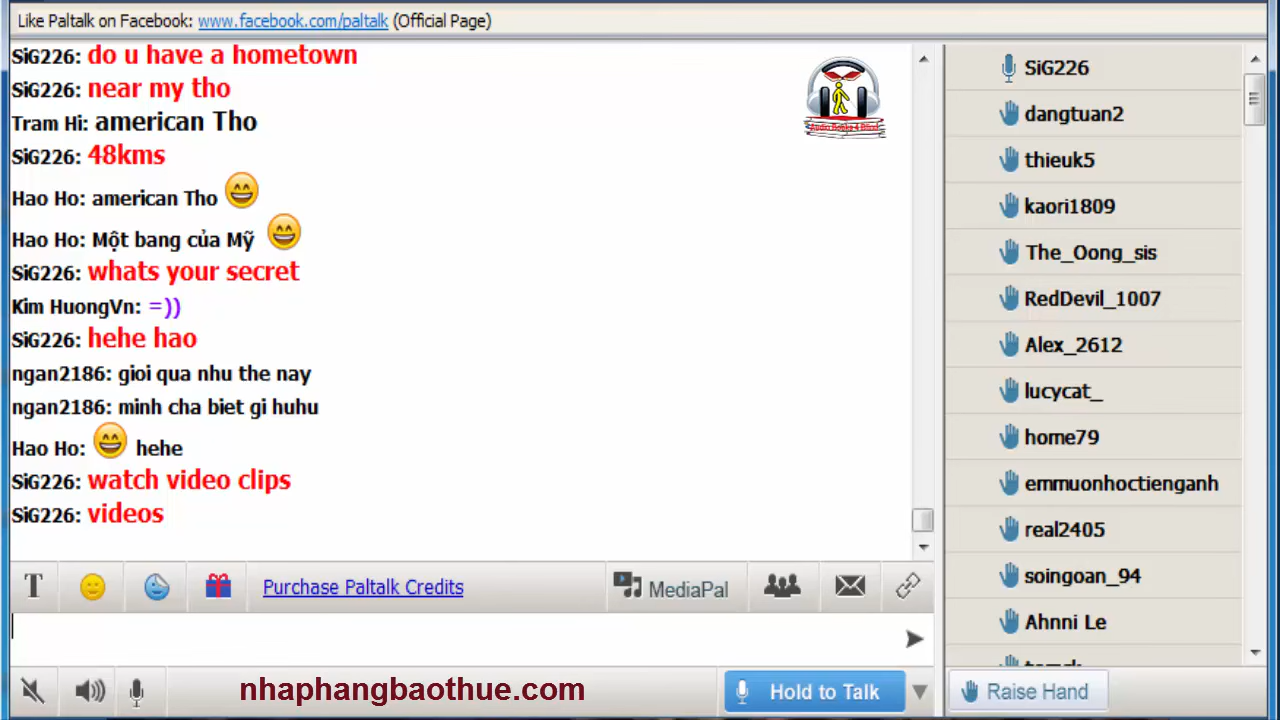 Like Paltalk on Facebook: www.facebook.com/paltalk (Official Page)
SiG226: do u have a hometown
SiG226: near my tho
Tram Hi: american Tho
SiG226: 48kms
Hao Ho: american Tho
Hao Ho: Một bang của Mỹ
SiG226: whats your secret
Kim HuongVn: =))
SiG226: hehe hao
ngan2186: gioi qua nhu the nay
ngan2186: minh cha biet gi huhu
Hao Ho: hehe
SiG226: watch video clips
SiG226: videos
T Purchase Paltalk Credits MediaPal
nhaphangbaothue.com Hold to Talk
SiG226
dangtuan2
thieuk5
kaori1809
The_Oong_sis
RedDevil_1007
Alex_2612
lucycat_
home79
emmuonhoctienganh
real2405
soingoan_94
Ahnni Le
Raise Hand